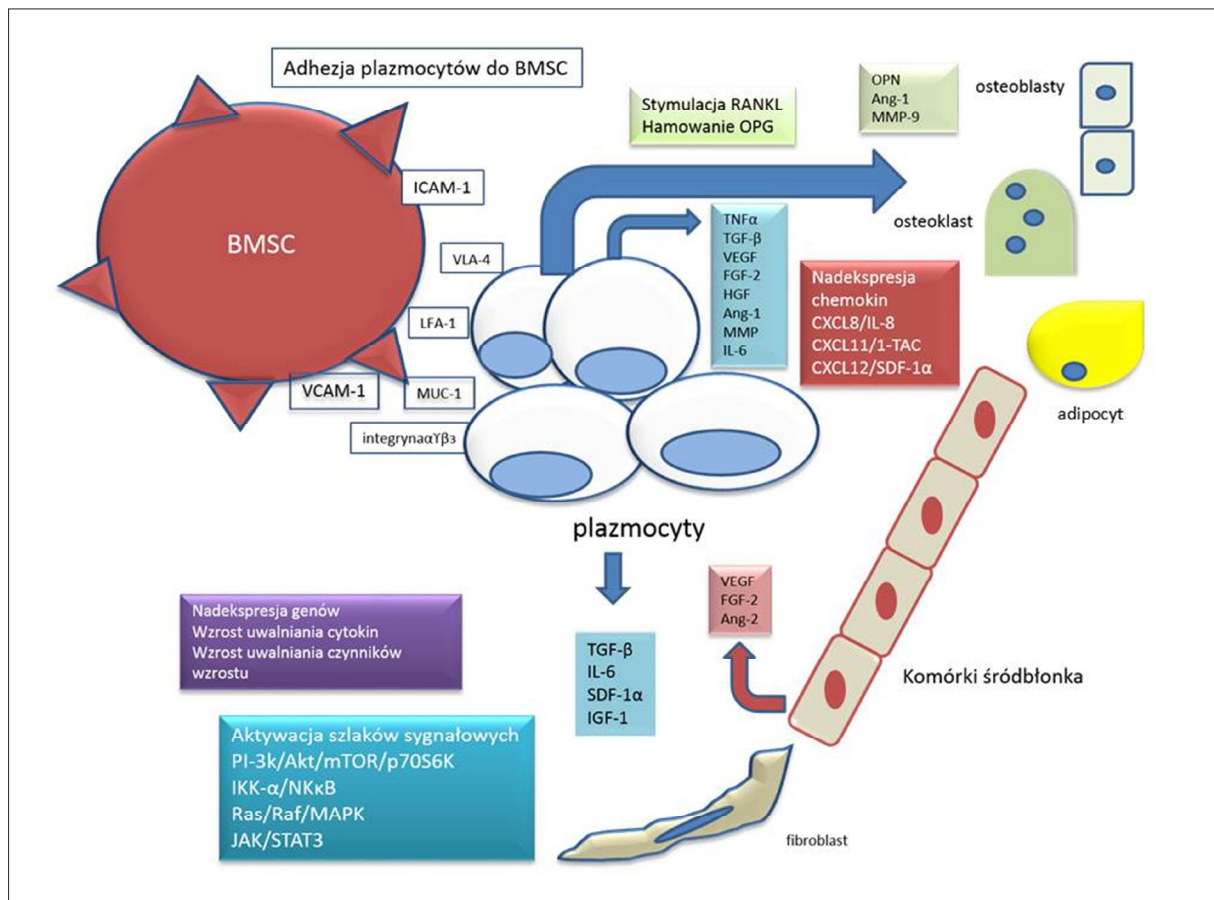 Adhezja plazmocytów do BMSC
BMSC
ICAM-1
VLA-4
LFA-1
VCAM-1
MUC-1
integrynaαϒβ₃
Stymulacja RANKL
Hamowanie OPG
OPN
Ang-1
MMP-9
osteoblasty
osteoklast
TNFα
TGF-β
VEGF
FGF-2
HGF
Ang-1
MMP
IL-6
Nadekspresja
chemokin
CXCL8/IL-8
CXCL11/1-TAC
CXCL12/SDF-1α
adipocyt
plazmocyty
VEGF
FGF-2
Ang-2
Komórki śródbłonka
Nadekspresja genów
Wzrost uwalniania cytokin
Wzrost uwalniania czynników
wzrostu
TGF-β
IL-6
SDF-1α
IGF-1
Aktywacja szlaków sygnałowych
PI-3k/Akt/mTOR/p70S6K
IKK-α/NKκB
Ras/Raf/MAPK
JAK/STAT3
fibroblast